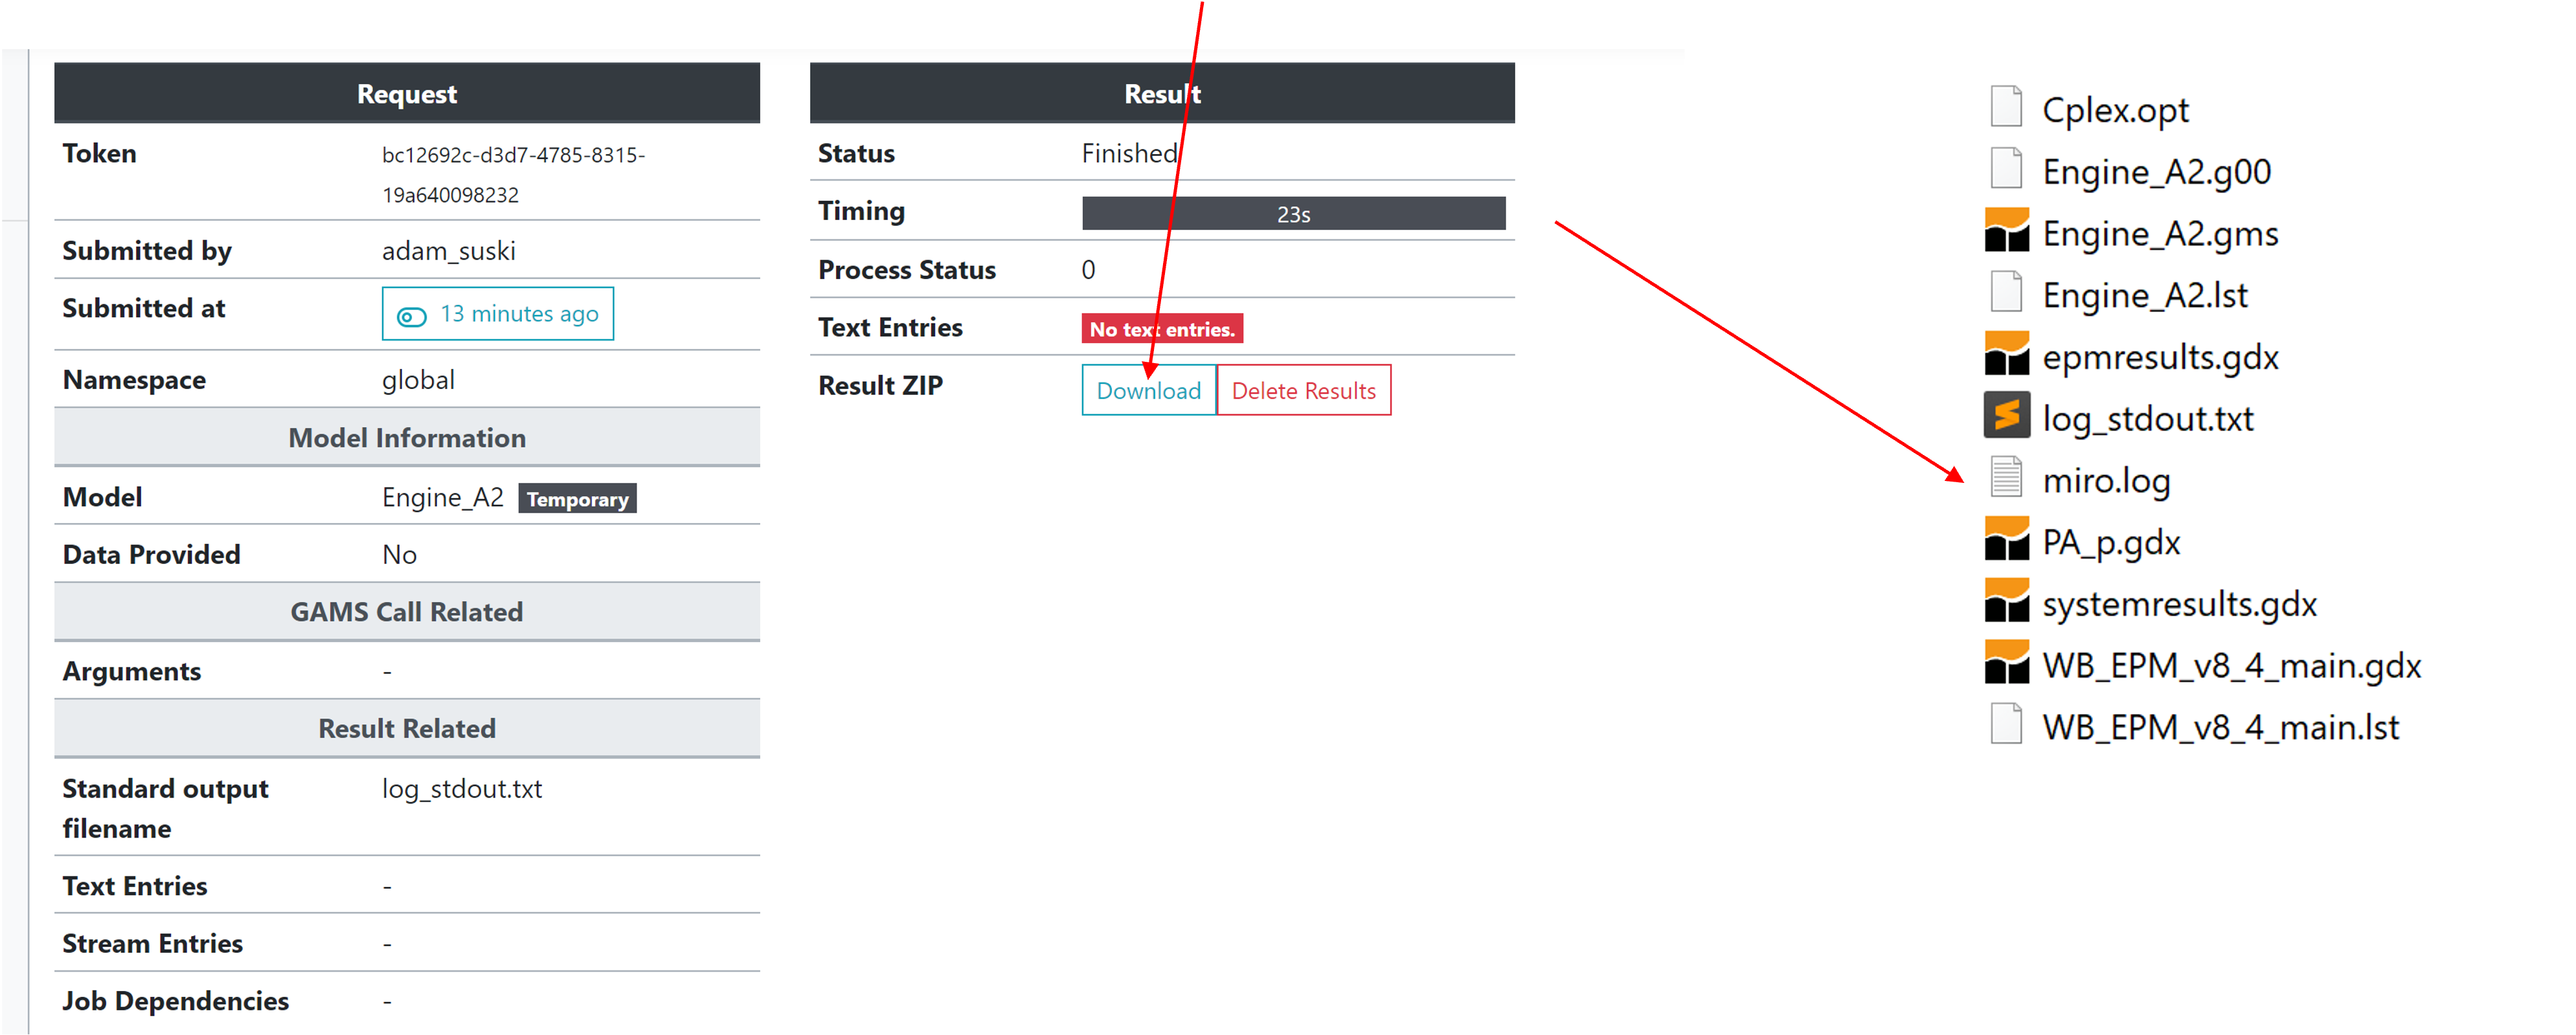 Request
Token bc12692c-d3d7-4785-8315-
19a640098232
Submitted by adam_suski
Submitted at 13 minutes ago
Namespace global
Model Information
Model Engine_A2 Temporary
Data Provided No
GAMS Call Related
Arguments -
Result Related
Standard output log_stdout.txt
filename
Text Entries -
Stream Entries -
Job Dependencies -
Result
Status Finished
Timing 23s
Process Status 0
Text Entries No text entries.
Result ZIP Download Delete Results
Cplex.opt
Engine_A2.g00
Engine_A2.gms
Engine_A2.lst
epmresults.gdx
log_stdout.txt
miro.log
PA_p.gdx
systemresults.gdx
WB_EPM_v8_4_main.gdx
WB_EPM_v8_4_main.lst